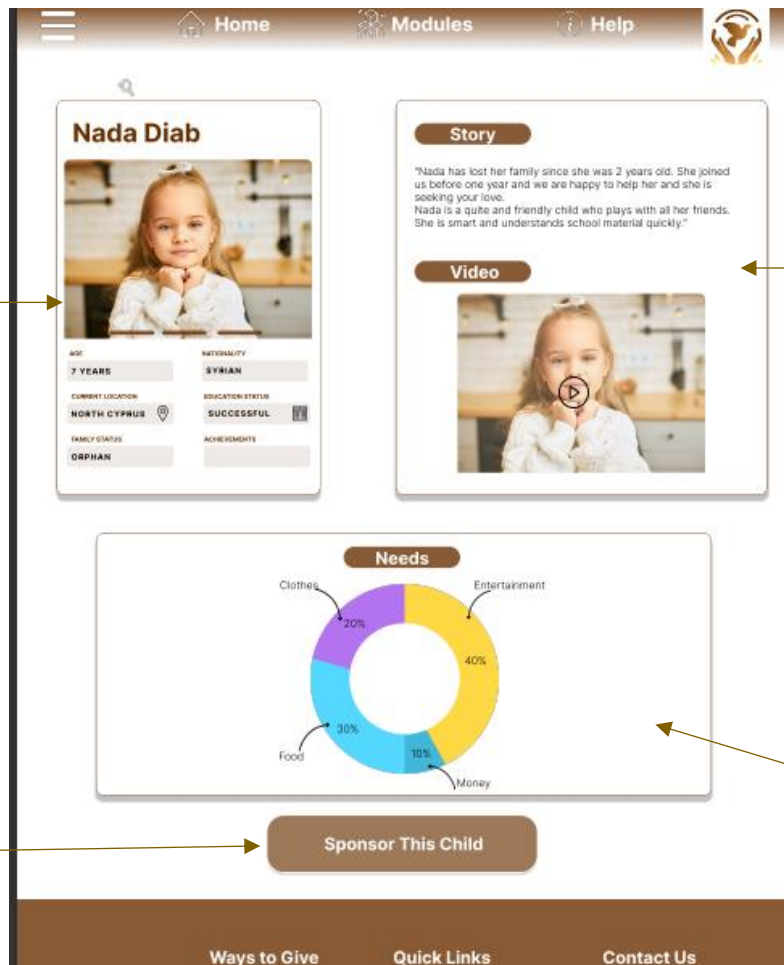 Home Modules Help
Nada Diab
AGE NATIONALITY
7 YEARS SYRIAN
CURRENT LOCATION EDUCATION STATUS
NORTH CYPRUS SUCCESSFUL
FAMILY STATUS ACHIEVEMENTS
ORPHAN
Story
"Nada has lost her family since she was 2 years old. She joined
us before one year and we are happy to help her and she is
seeking your love.
Nada is a quite and friendly child who plays with all her friends.
She is smart and understands school material quickly."
Video
Needs
Clothes Entertainment
20%
40%
30%
10%
Food
Money
Sponsor This Child
Ways to Give Quick Links Contact Us